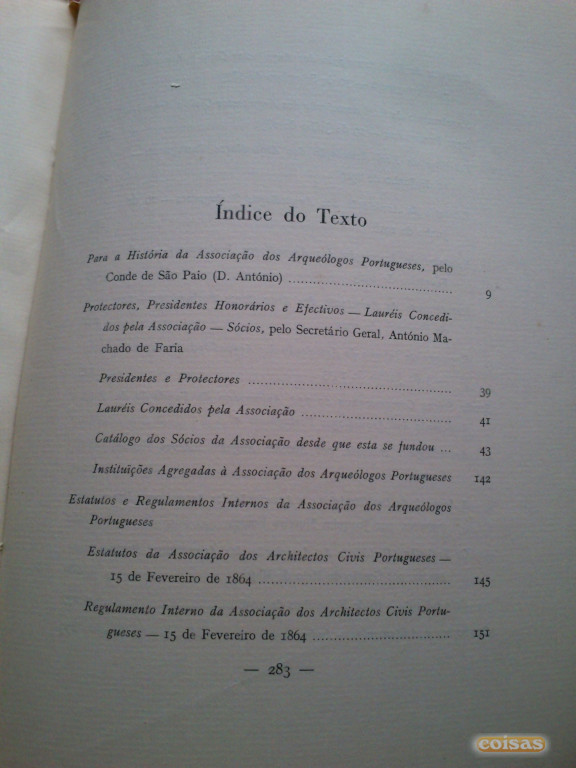 Índice do Texto
Para a História da Associação dos Arqueólogos Portugueses, pelo
Conde de São Paio (D. António) ........................................ 9
Protectores, Presidentes Honorários e Efectivos — Lauréis Concedi-
dos pela Associação — Sócios, pelo Secretário Geral, António Ma-
chado de Faria
Presidentes e Protectores ........................................ 39
Lauréis Concedidos pela Associação ........................................ 41
Catálogo dos Sócios da Associação desde que esta se fundou ... 43
Instituïções Agregadas à Associação dos Arqueólogos Portugueses 142
Estatutos e Regulamentos Internos da Associação dos Arqueólogos
Portugueses
Estatutos da Associação dos Architectos Civis Portugueses —
15 de Fevereiro de 1864 ........................................ 145
Regulamento Interno da Associação dos Architectos Civis Portu-
gueses — 15 de Fevereiro de 1864 ........................................ 151
— 283 —
coisas